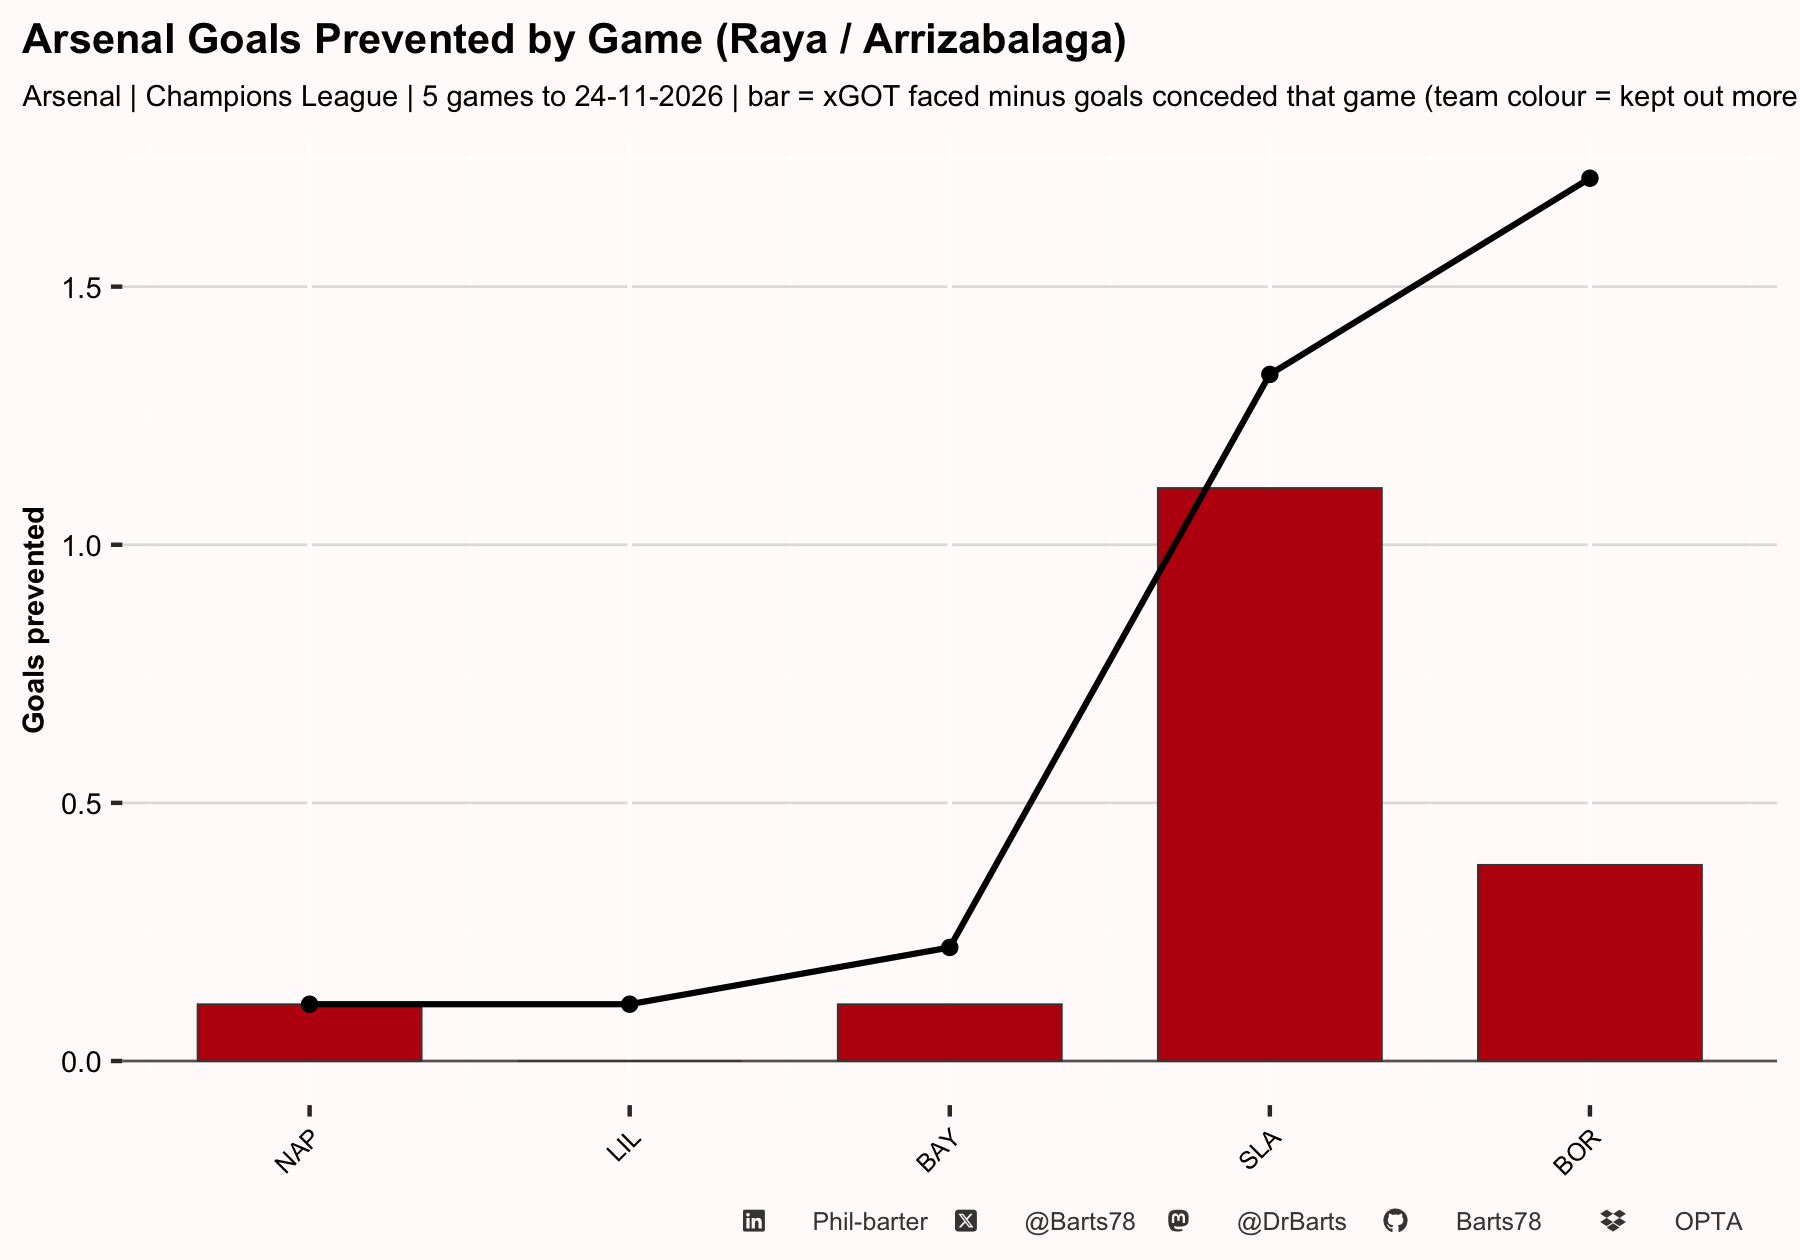 Arsenal Goals Prevented by Game (Raya / Arrizabalaga)
Arsenal | Champions League | 5 games to 24-11-2026 | bar = xGOT faced minus goals conceded that game (team colour = kept out more
1.5
1.0
0.5
0.0
Goals prevented
NAP
LIL
BAY
SLA
BOR
Phil-barter @Barts78 @DrBarts Barts78 OPTA